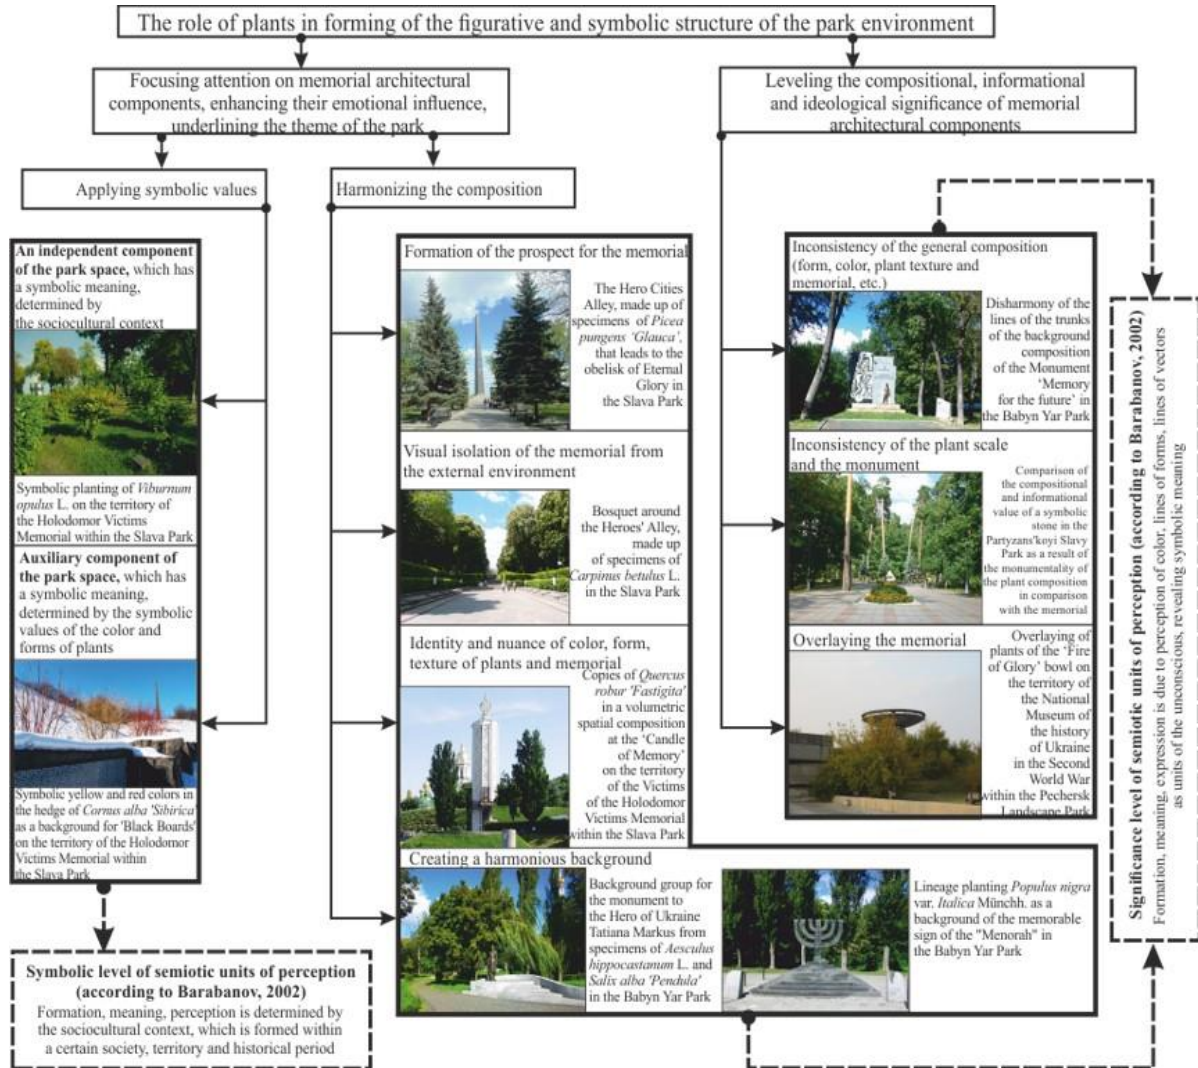 The role of plants in forming of the figurative and symbolic structure of the park environment
Focusing attention on memorial architectural
components, enhancing their emotional influence,
underlining the theme of the park
Leveling the compositional, informational
and ideological significance of memorial
architectural components
Applying symbolic values
Harmonizing the composition
An independent component
of the park space, which has
a symbolic meaning,
determined by
the sociocultural context
Symbolic planting of Viburnum
opulus L. on the territory of
the Holodomor Victims
Memorial within the Slava Park
Auxiliary component of
the park space, which has
a symbolic meaning,
determined by the symbolic
values of the color and
forms of plants
Symbolic yellow and red colors in
the hedge of Cornus alba 'Sibirica'
as a background for 'Black Boards'
on the territory of the Holodomor
Victims Memorial within
the Slava Park
Symbolic level of semiotic units of perception
(according to Barabanov, 2002)
Formation, meaning, perception is determined by
the sociocultural context, which is formed within
a certain society, territory and historical period
Formation of the prospect for the memorial
The Hero Cities
Alley, made up of
specimens of Picea
pungens 'Glauca',
that leads to the
obelisk of Eternal
Glory in
the Slava Park
Visual isolation of the memorial from
the external environment
Bosquet around
the Heroes' Alley,
made up
of specimens of
Carpinus betulus L.
in the Slava Park
Identity and nuance of color, form,
texture of plants and memorial
Copies of Quercus
robur 'Fastigita'
in a volumetric
spatial composition
at the 'Candle
of Memory'
on the territory
of the Victims
of the Holodomor
Victims Memorial
within the Slava Park
Creating a harmonious background
Background group for
the monument to
the Hero of Ukraine
Tatiana Markus from
specimens of Aesculus
hippocastanum L. and
Salix alba 'Pendula'
in the Babyn Yar Park
Lineage planting Populus nigra
var. Italica Münchh. as a
background of the memorable
sign of the "Menorah" in
the Babyn Yar Park
Inconsistency of the general composition
(form, color, plant texture and
memorial, etc.)
Disharmony of the
lines of the trunks
of the background
composition
of the Monument
'Memory
for the future' in
the Babyn Yar Park
Inconsistency of the plant scale
and the monument
Comparison of
the compositional
and informational
value of a symbolic
stone in the
Partyzans'koyi Slavy
Park as a result of
the monumentality of
the plant composition
in comparison
with the memorial
Overlaying the memorial
Overlaying of
plants of the 'Fire
of Glory' bowl on
the territory of
the National
Museum of
the history
of Ukraine
in the Second
World War
within the Pechersk
Landscape Park
Significance level of semiotic units of perception (according to Barabanov, 2002)
Formation, meaning, expression is due to perception of color, lines of forms, lines of vectors
as units of the unconscious, revealing symbolic meaning